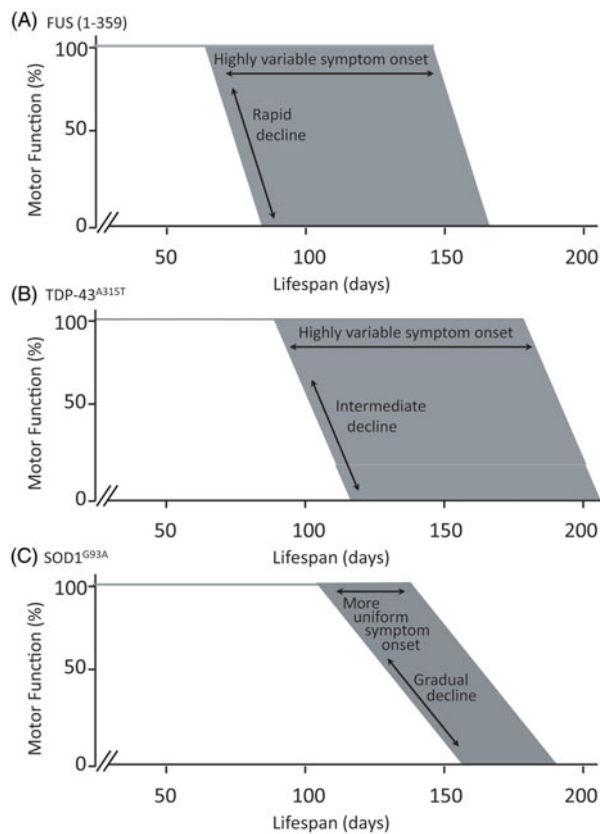 (A) FUS (1-359)
Motor Function (%)
100
50
0
Highly variable symptom onset
Rapid
decline
50 100 150 200
Lifespan (days)
(B) TDP-43A315T
Motor Function (%)
100
50
0
Highly variable symptom onset
Intermediate
decline
50 100 150 200
Lifespan (days)
(C) SOD1G93A
Motor Function (%)
100
50
0
More
uniform
symptom
onset
Gradual
decline
50 100 150 200
Lifespan (days)